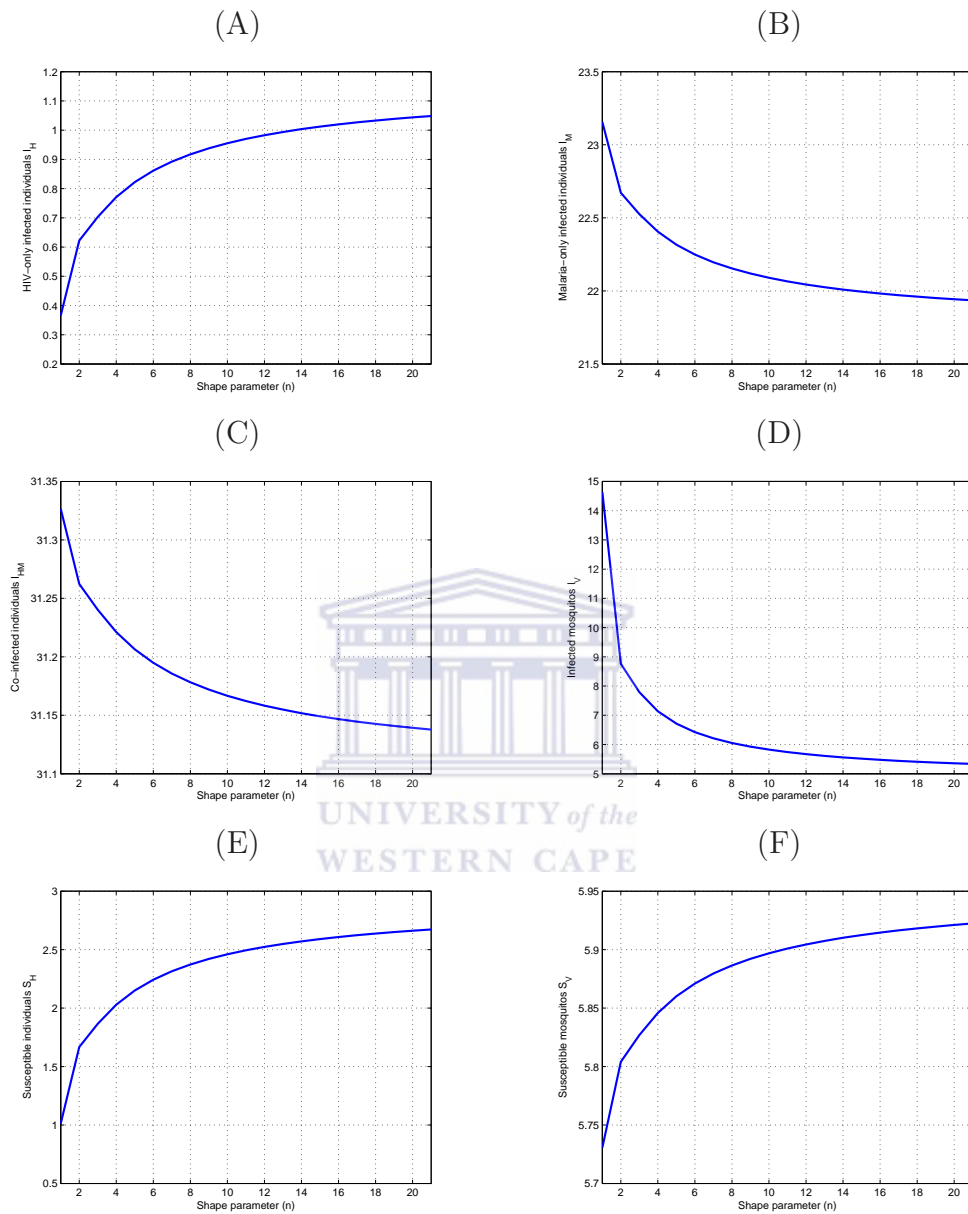 (A)
1.2
1.1
1
0.9
0.8
0.7
0.6
0.5
0.4
0.3
0.2
HIV−only infected individuals I_H
2 4 6 8 10 12 14 16 18 20
Shape parameter (n)
(B)
23.5
23
22.5
22
21.5
Malaria−only infected individuals I_M
2 4 6 8 10 12 14 16 18 20
Shape parameter (n)
(C)
31.35
31.3
31.25
31.2
31.15
31.1
Co−infected individuals I_HM
2 4 6 8 10 12 14 16 18 20
Shape parameter (n)
(D)
15
14
13
12
11
10
9
8
7
6
5
Infected mosquitos I_V
2 4 6 8 10 12 14 16 18 20
Shape parameter (n)
UNIVERSITY of the
WESTERN CAPE
(E)
3
2.5
2
1.5
1
0.5
Susceptible individuals S_H
2 4 6 8 10 12 14 16 18 20
Shape parameter (n)
(F)
5.95
5.9
5.85
5.8
5.75
5.7
Susceptible mosquitos S_V
2 4 6 8 10 12 14 16 18 20
Shape parameter (n)